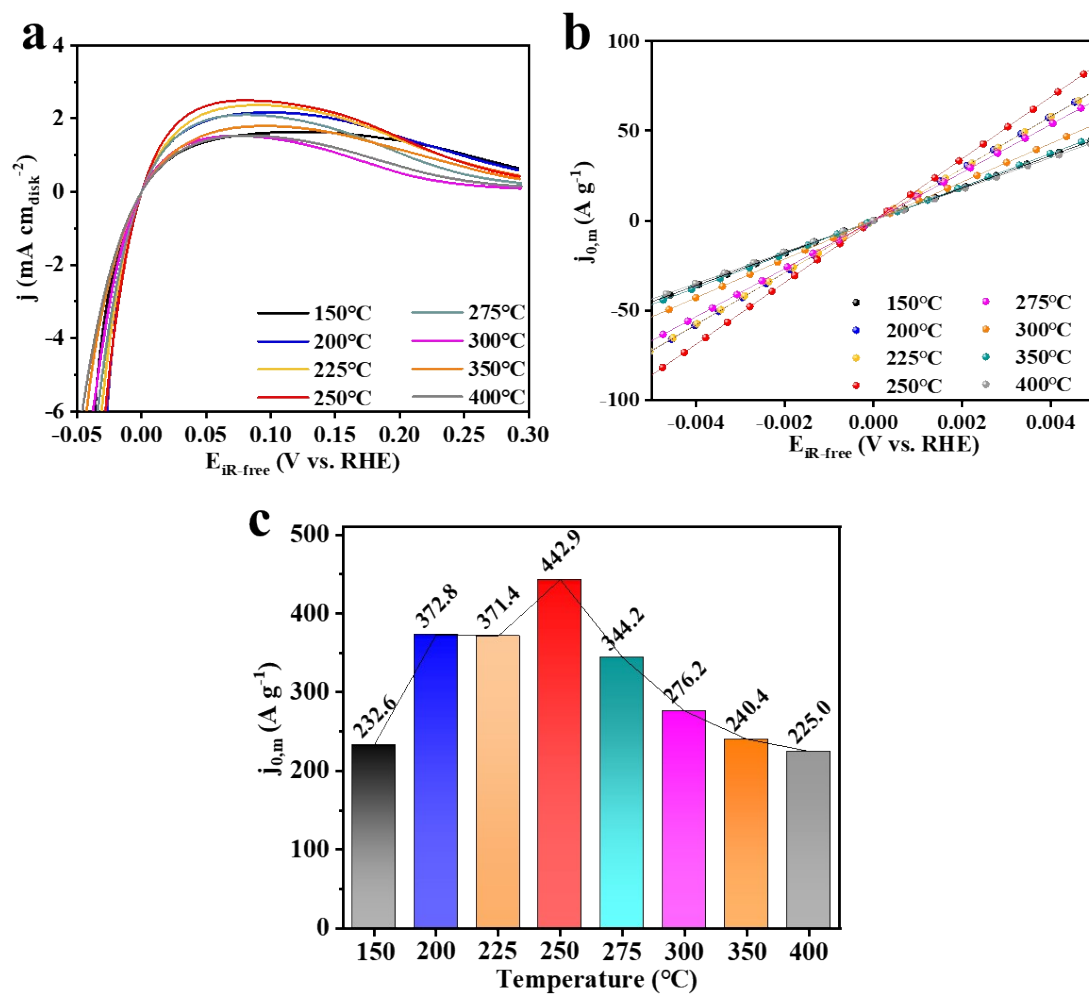 a
4
2
0
-2
-4
-6
j (mA cm_disk^-2)
150°C
200°C
225°C
250°C
275°C
300°C
350°C
400°C
-0.05 0.00 0.05 0.10 0.15 0.20 0.25 0.30
E_iR-free (V vs. RHE)
b
100
50
0
-50
-100
j_0,m (A g^-1)
150°C
200°C
225°C
250°C
275°C
300°C
350°C
400°C
-0.004 -0.002 0.000 0.002 0.004
E_iR-free (V vs. RHE)
c
500
400
300
200
100
0
j_0,m (A g^-1)
232.6
372.8
371.4
442.9
344.2
276.2
240.4
225.0
150 200 225 250 275 300 350 400
Temperature (°C)